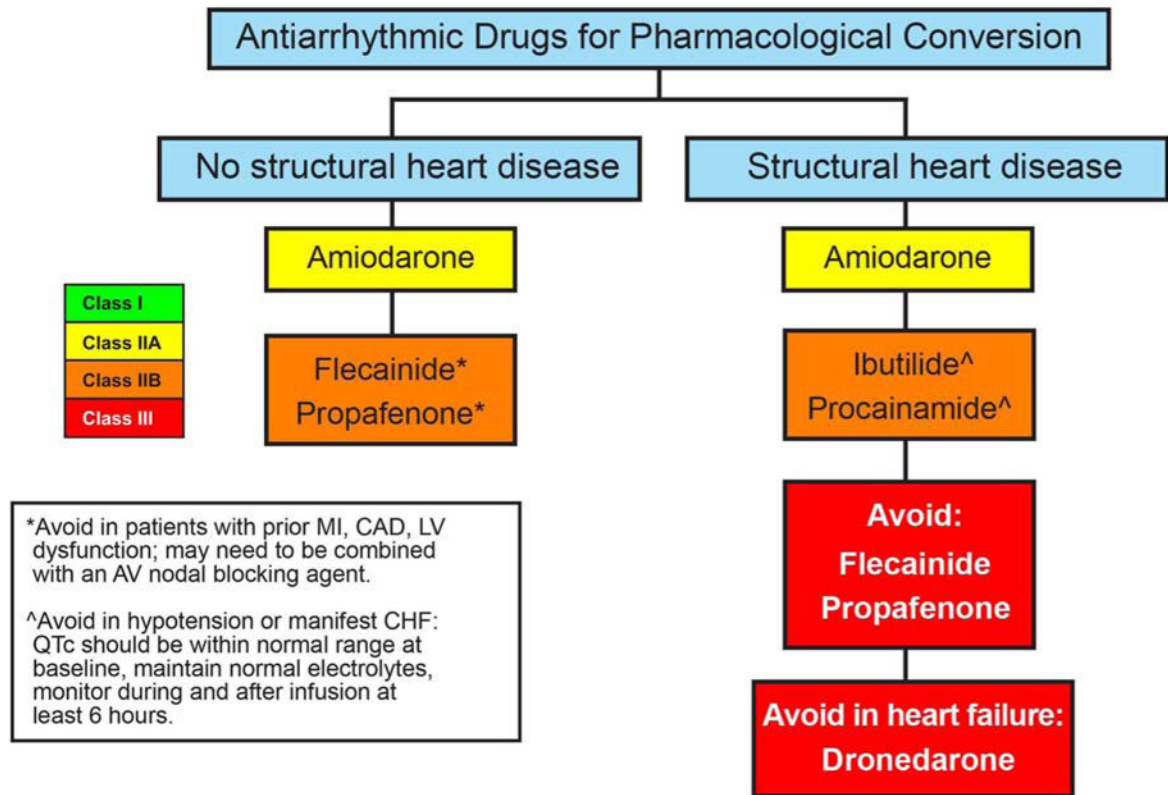 Antiarrhythmic Drugs for Pharmacological Conversion
No structural heart disease
Structural heart disease
Amiodarone
Amiodarone
Class I
Class IIA
Class IIB
Class III
Flecainide*
Propafenone*
Ibutilide^
Procainamide^
Avoid:
Flecainide
Propafenone
Avoid in heart failure:
Dronedarone
*Avoid in patients with prior MI, CAD, LV
dysfunction; may need to be combined
with an AV nodal blocking agent.
^Avoid in hypotension or manifest CHF:
QTc should be within normal range at
baseline, maintain normal electrolytes,
monitor during and after infusion at
least 6 hours.